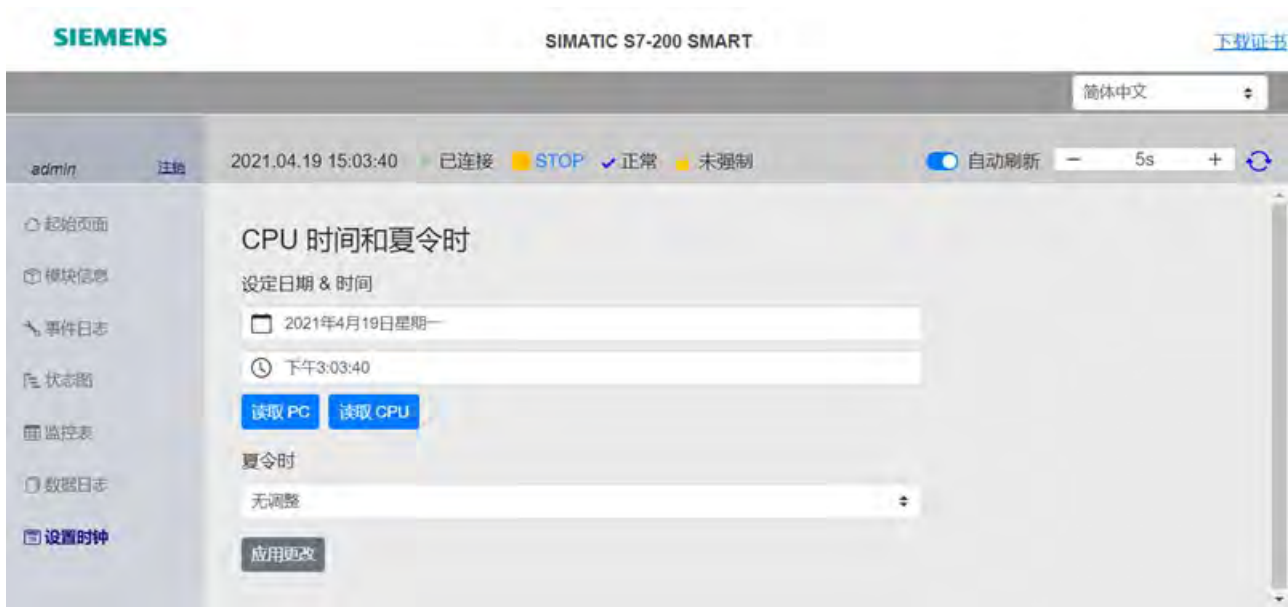 SIEMENS
SIMATIC S7-200 SMART
下载证书
简体中文
admin 注销
2021.04.19 15:03:40 已连接 STOP 正常 未强制 自动刷新 − 5s +
起始页面
模块信息
事件日志
状态图
监控表
数据日志
设置时钟
CPU 时间和夏令时
设定日期 & 时间
2021年4月19日星期一
下午3:03:40
读取 PC 读取 CPU
夏令时
无调整
应用更改